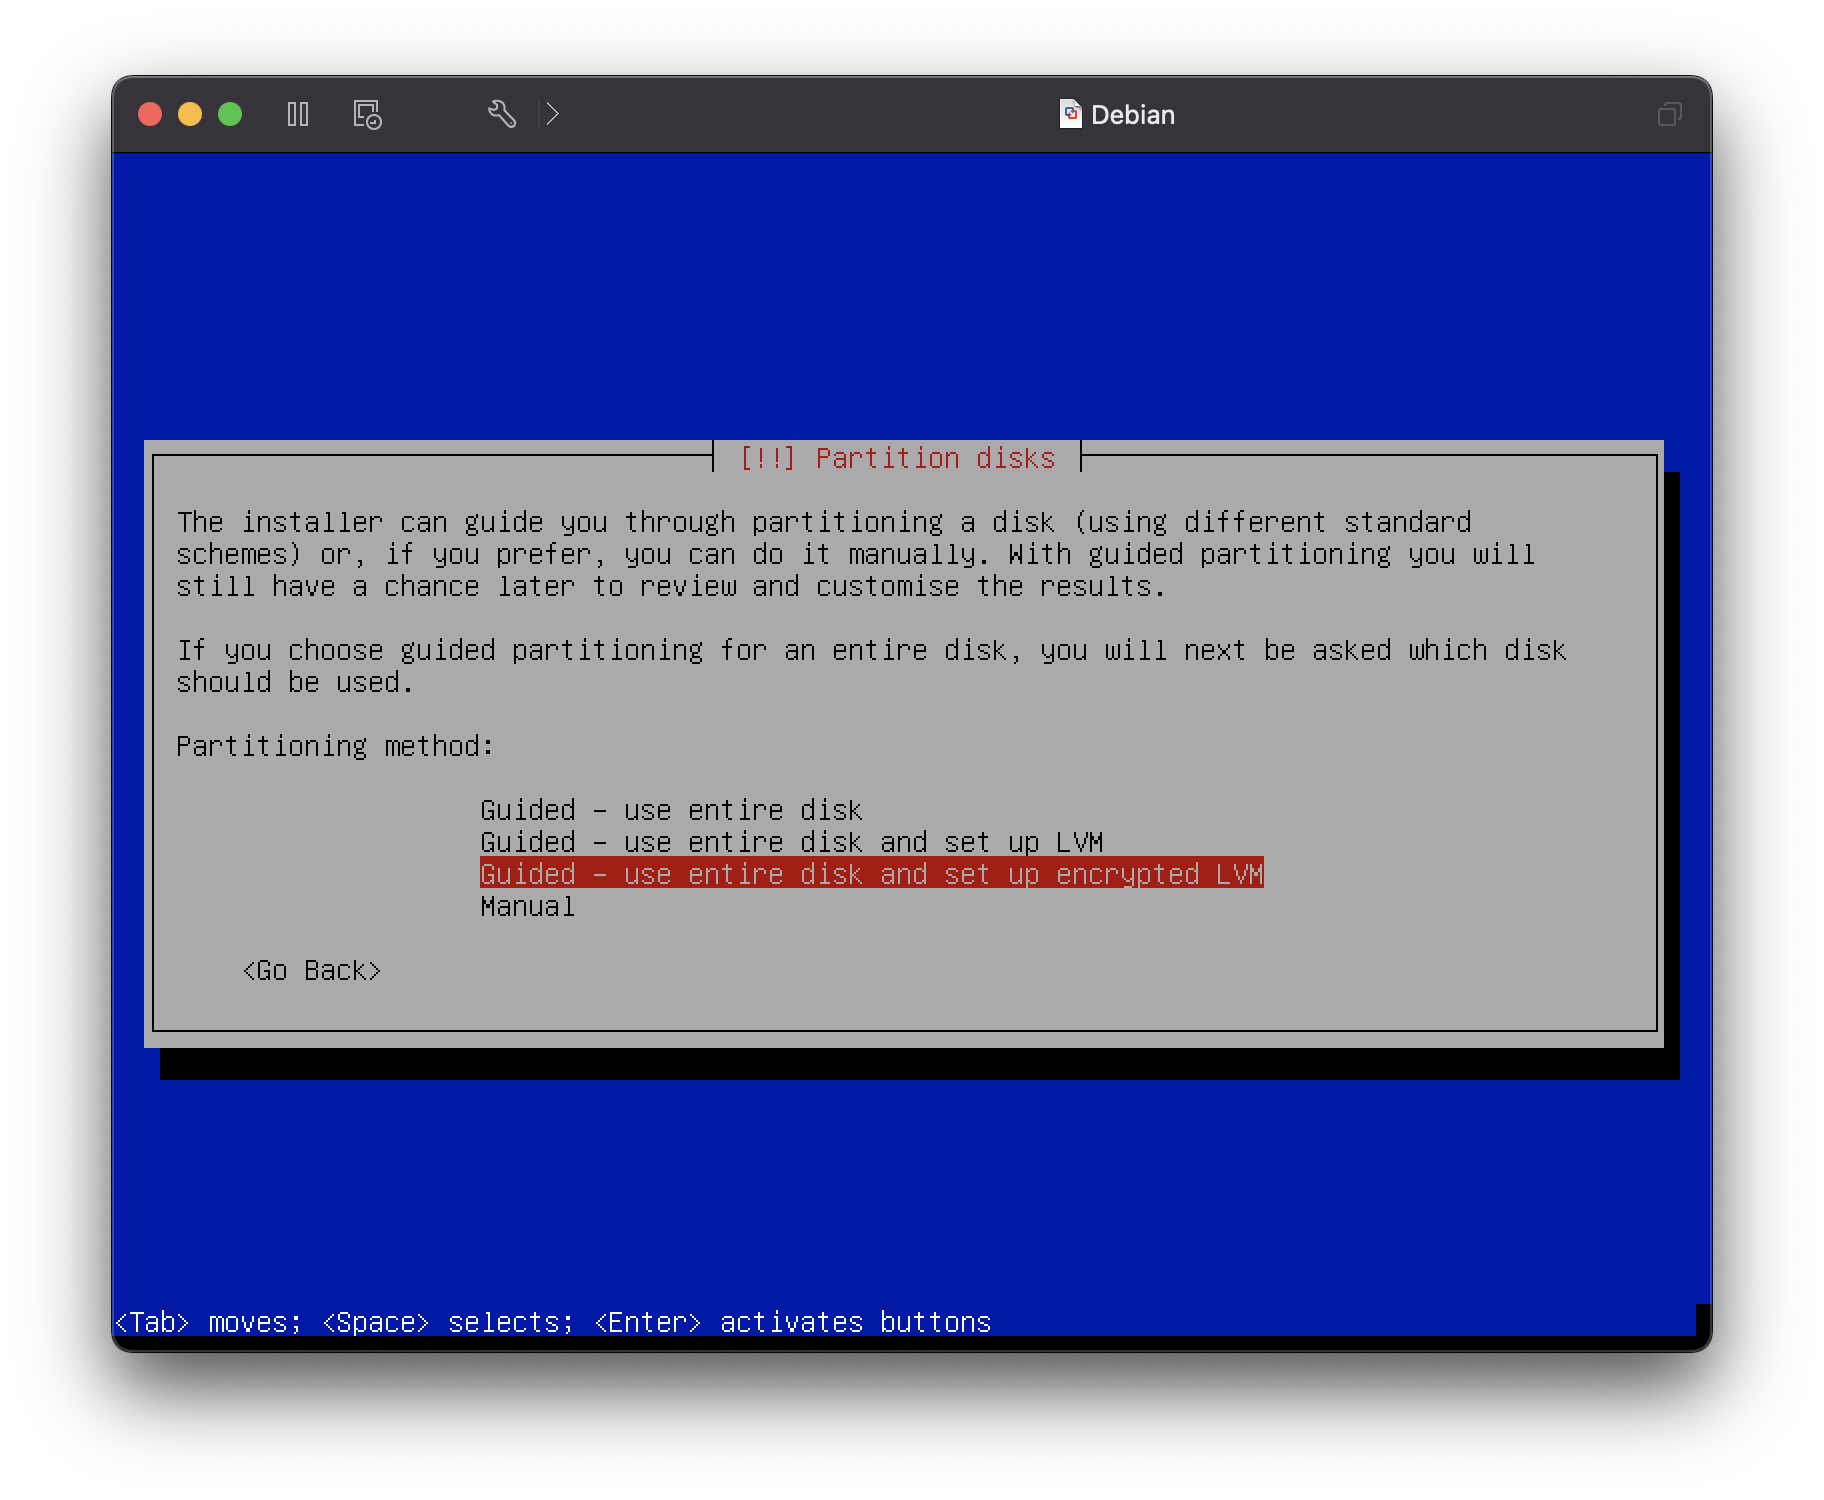 Debian
[!!] Partition disks
The installer can guide you through partitioning a disk (using different standard
schemes) or, if you prefer, you can do it manually. With guided partitioning you will
still have a chance later to review and customise the results.
If you choose guided partitioning for an entire disk, you will next be asked which disk
should be used.
Partitioning method:
Guided - use entire disk
Guided - use entire disk and set up LVM
Guided - use entire disk and set up encrypted LVM
Manual
<Go Back>
<Tab> moves; <Space> selects; <Enter> activates buttons